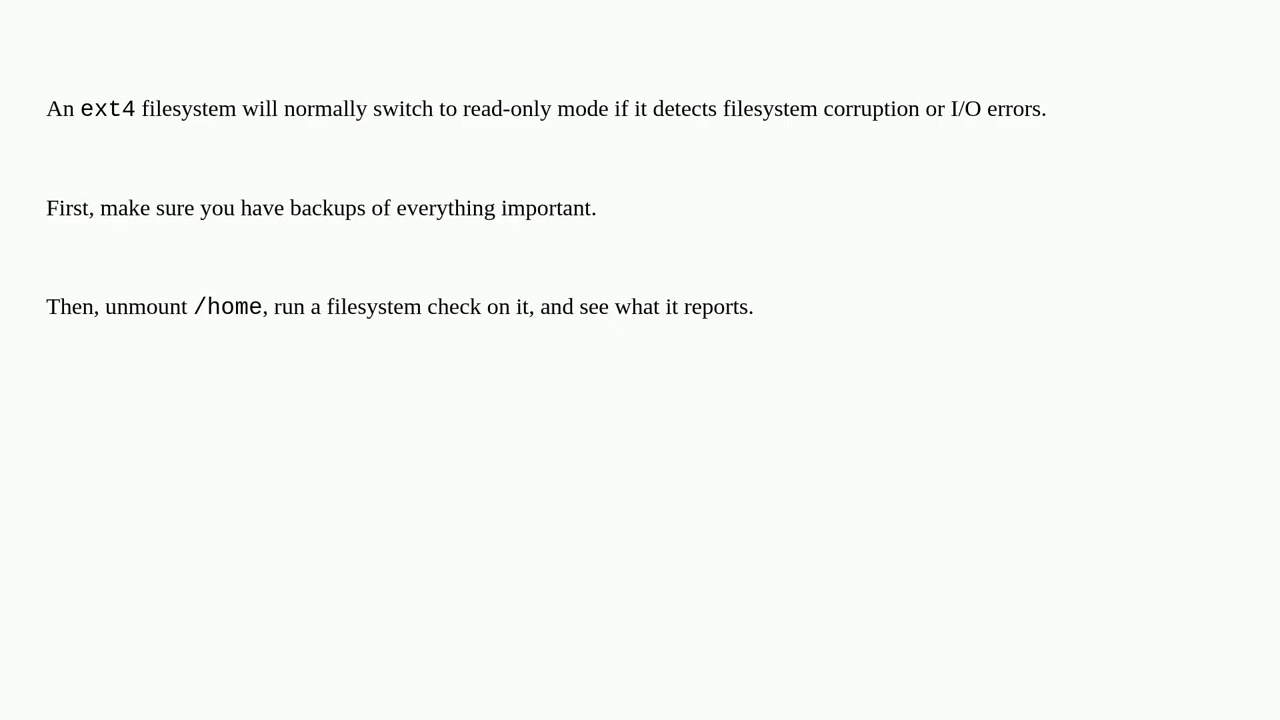 An ext4 filesystem will normally switch to read-only mode if it detects filesystem corruption or I/O errors.
First, make sure you have backups of everything important.
Then, unmount /home, run a filesystem check on it, and see what it reports.